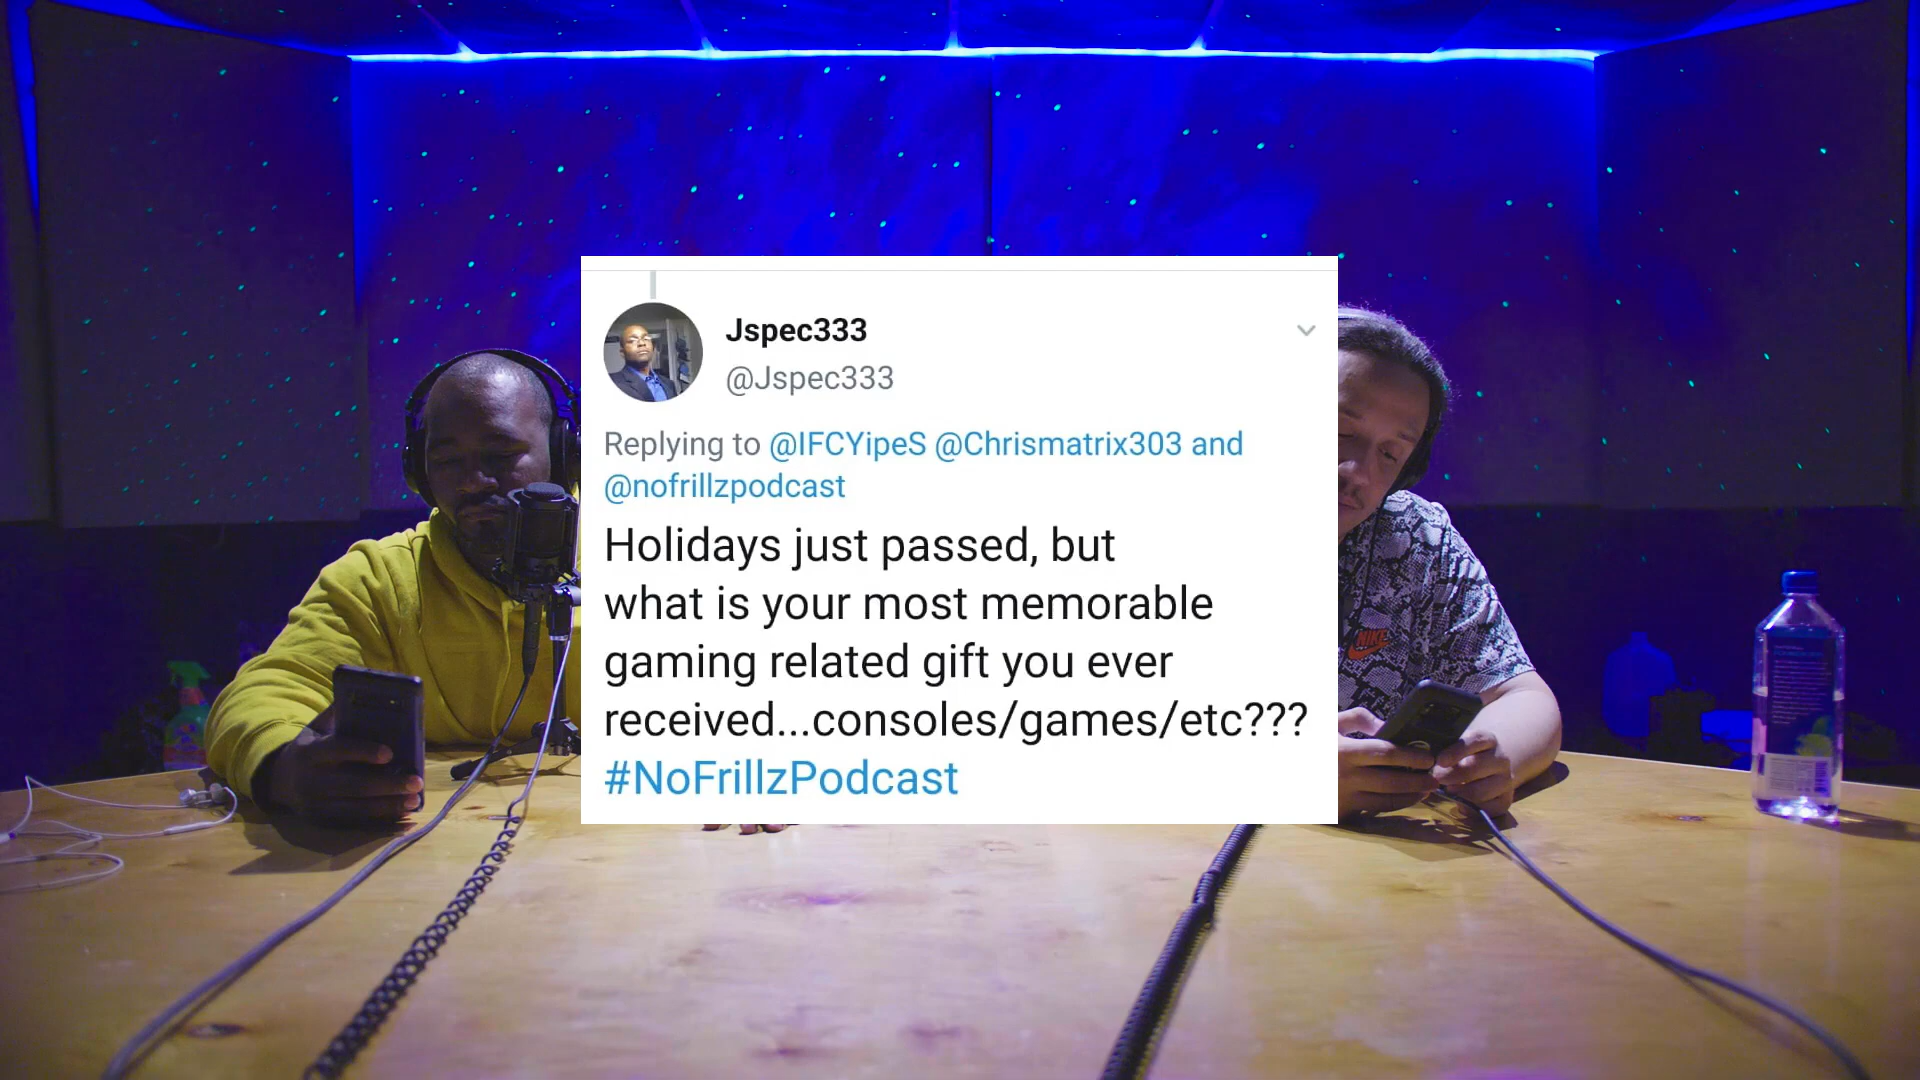 Jspec333
@Jspec333
Replying to @IFCYipeS @Chrismatrix303 and
@nofrillzpodcast
Holidays just passed, but
what is your most memorable
gaming related gift you ever
received...consoles/games/etc???
#NoFrillzPodcast
NIKE